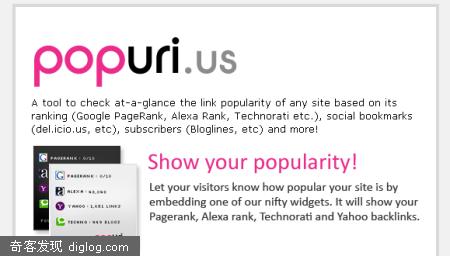 popuri.us
A tool to check at-a-glance the link popularity of any site based on its
ranking (Google PageRank, Alexa Rank, Technorati etc.), social bookmarks
(del.icio.us, etc), subscribers (Bloglines, etc) and more!
Show your popularity!
Let your visitors know how popular your site is by
embedding one of our nifty widgets. It will show your
Pagerank, Alexa rank, Technorati and Yahoo backlinks.
PAGERANK : 0/10
PAGERANK : 0/10
ALEXA :
YAHOO : 1,681 LINKS
TECHNO : 949 BLOGS
奇客发现 diglog.com